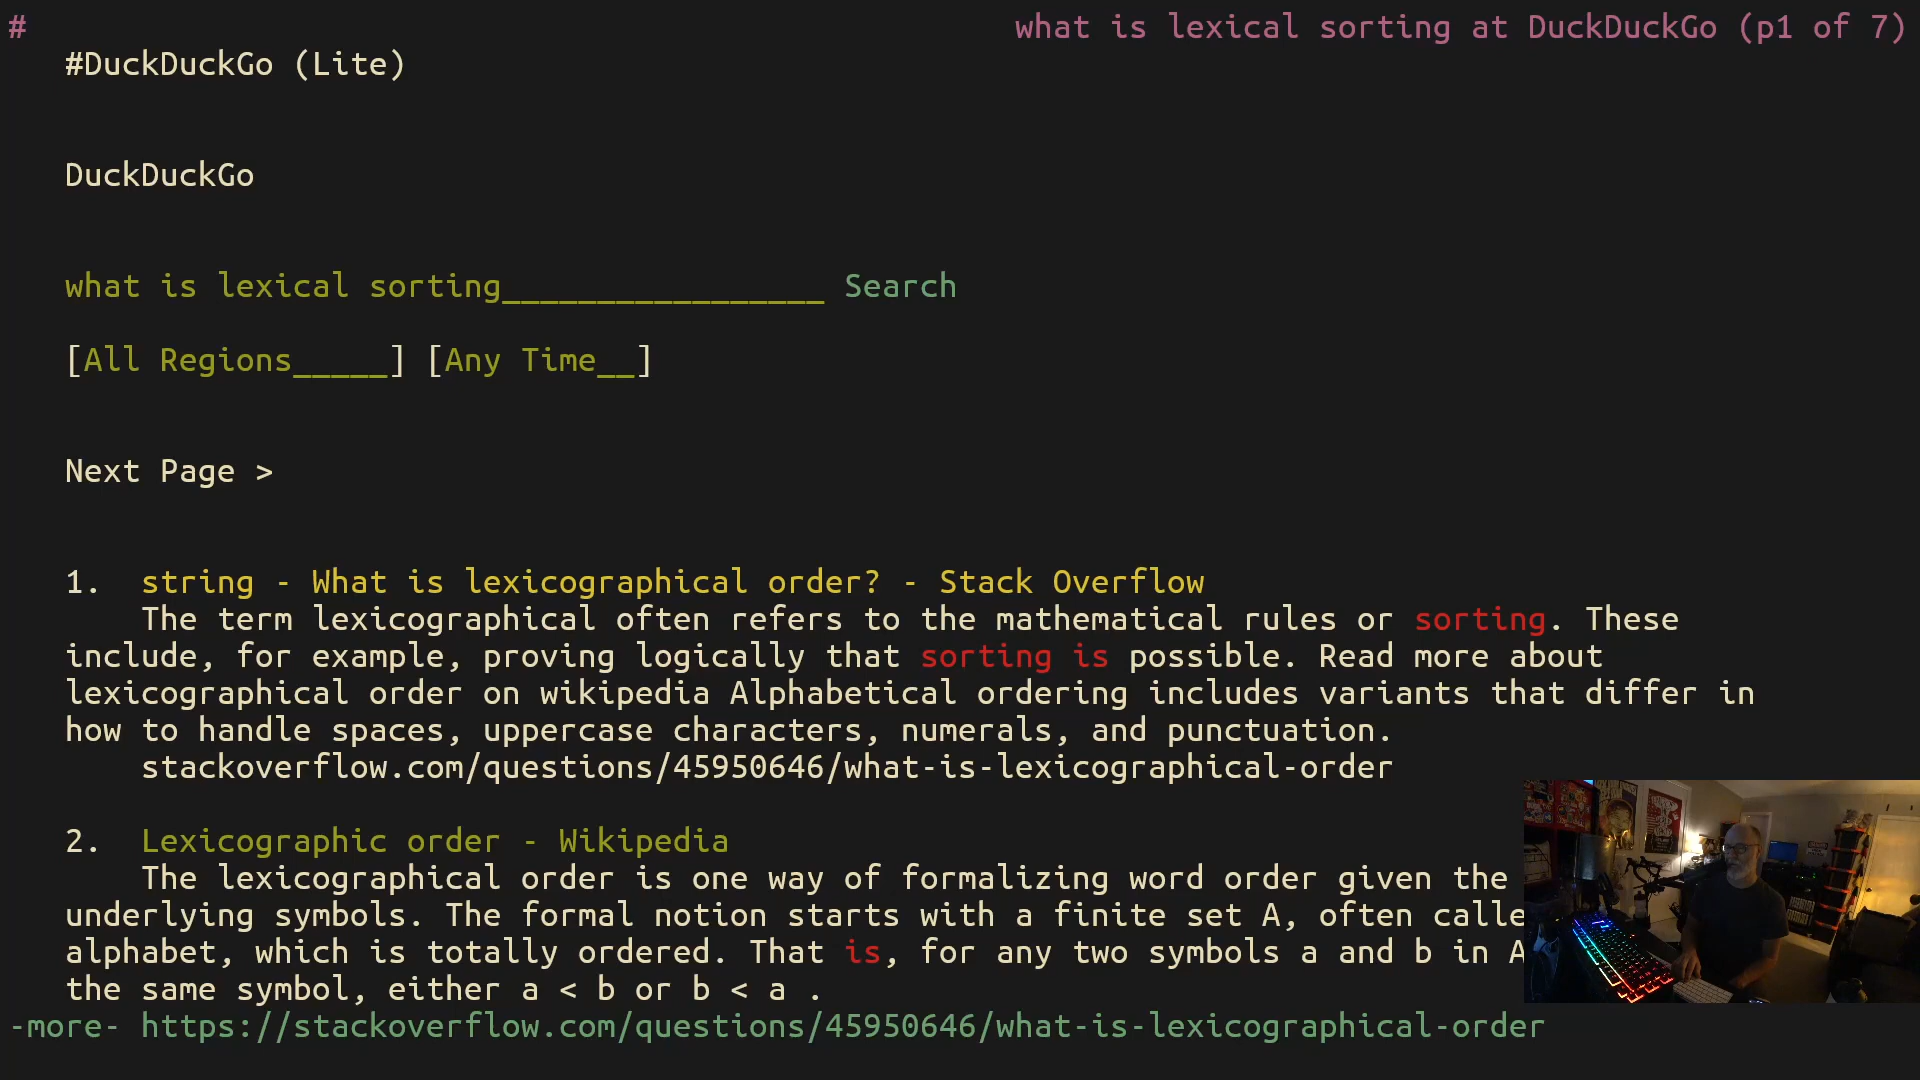 # what is lexical sorting at DuckDuckGo (p1 of 7)
#DuckDuckGo (Lite)
DuckDuckGo
what is lexical sorting_________________ Search
[All Regions_____] [Any Time__]
Next Page >
1. string - What is lexicographical order? - Stack Overflow
The term lexicographical often refers to the mathematical rules or sorting. These
include, for example, proving logically that sorting is possible. Read more about
lexicographical order on wikipedia Alphabetical ordering includes variants that differ in
how to handle spaces, uppercase characters, numerals, and punctuation.
stackoverflow.com/questions/45950646/what-is-lexicographical-order
2. Lexicographic order - Wikipedia
The lexicographical order is one way of formalizing word order given the
underlying symbols. The formal notion starts with a finite set A, often calle
alphabet, which is totally ordered. That is, for any two symbols a and b in A
the same symbol, either a < b or b < a .
-more- https://stackoverflow.com/questions/45950646/what-is-lexicographical-order